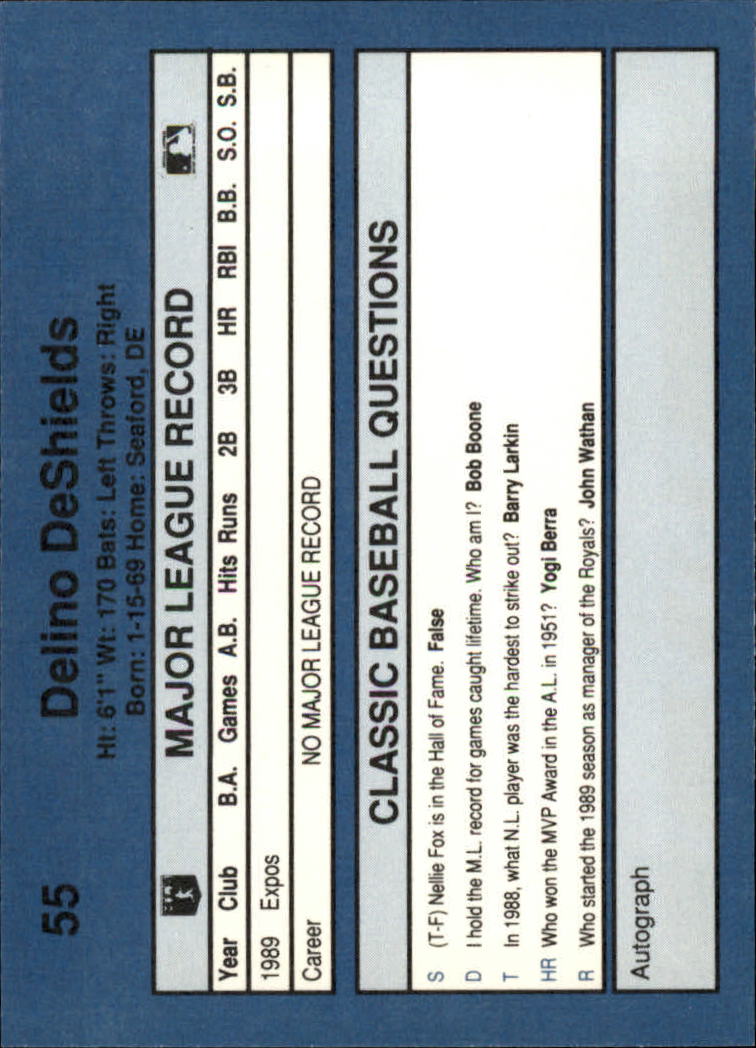 55 Delino DeShields
Ht: 6'1" Wt: 170 Bats: Left Throws: Right
Born: 1-15-69 Home: Seaford, DE
MAJOR LEAGUE RECORD
Year Club B.A. Games A.B. Hits Runs 2B 3B HR RBI B.B. S.O. S.B.
1989 Expos
Career NO MAJOR LEAGUE RECORD
CLASSIC BASEBALL QUESTIONS
S (T-F) Nellie Fox is in the Hall of Fame. False
D I hold the M.L. record for games caught lifetime. Who am I? Bob Boone
T In 1988, what N.L. player was the hardest to strike out? Barry Larkin
HR Who won the MVP Award in the A.L. in 1951? Yogi Berra
R Who started the 1989 season as manager of the Royals? John Wathan
Autograph